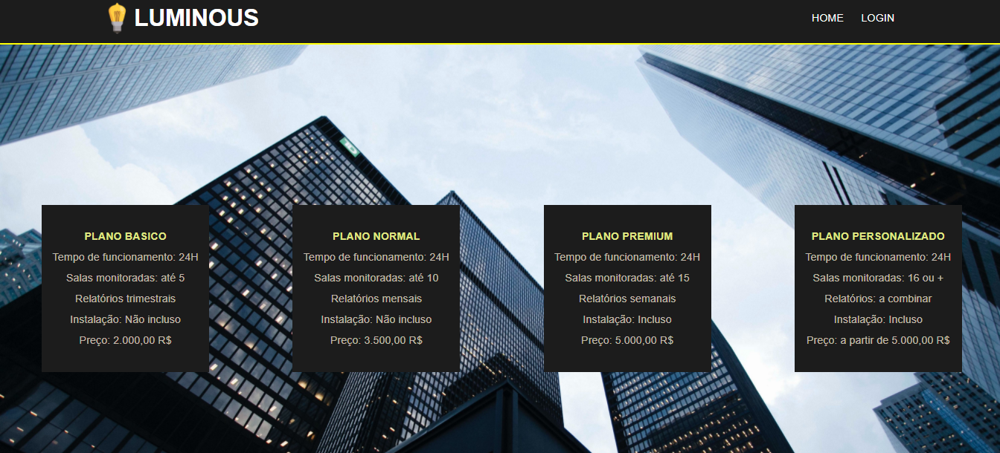 LUMINOUS
HOME LOGIN
PLANO BASICO
Tempo de funcionamento: 24H
Salas monitoradas: até 5
Relatórios trimestrais
Instalação: Não incluso
Preço: 2.000,00 R$
PLANO NORMAL
Tempo de funcionamento: 24H
Salas monitoradas: até 10
Relatórios mensais
Instalação: Não incluso
Preço: 3.500,00 R$
PLANO PREMIUM
Tempo de funcionamento: 24H
Salas monitoradas: até 15
Relatórios semanais
Instalação: Incluso
Preço: 5.000,00 R$
PLANO PERSONALIZADO
Tempo de funcionamento: 24H
Salas monitoradas: 16 ou +
Relatórios: a combinar
Instalação: Incluso
Preço: a partir de 5.000,00 R$